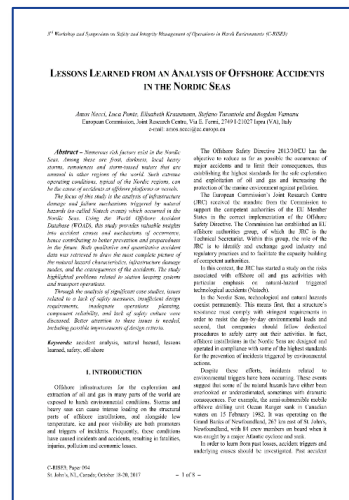 3rd Workshop and Symposium on Safety and Integrity Management of Operations in Harsh Environments (C-RISE3)
LESSONS LEARNED FROM AN ANALYSIS OF OFFSHORE ACCIDENTS
IN THE NORDIC SEAS
Amos Necci, Luca Ponte, Elisabeth Krausmann, Stefano Tarantola and Bogdan Vamanu
European Commission, Joint Research Centre, Via E. Fermi, 2749 I-21027 Ispra (VA), Italy
e-mail: amos.necci@ec.europa.eu
Abstract – Numerous risk factors exist in the Nordic
Seas. Among these are frost, darkness, local heavy
storms, remoteness and storm-based waters that are
unusual in other regions of the world. Such extreme
operating conditions, typical of the Nordic regions, can
be the cause of accidents at offshore platforms or vessels.
The focus of this study is the analysis of infrastructure
damage and failure mechanisms triggered by natural
hazards (so called Natech events) which occurred in the
Nordic Seas. Using the World Offshore Accident
Database (WOAD), this study provides valuable insights
into accident causes and mechanisms of occurrence,
hence contributing to better prevention and preparedness
in the future. Both qualitative and quantitative accident
data was retrieved to draw the most complete picture of
the natural hazard characteristics, infrastructure damage
modes, and the consequences of the accidents. The study
highlighted problems related to station keeping systems
and transport operations.
Through the analysis of significant case studies, issues
related to a lack of safety measures, insufficient design
requirements, inadequate operations planning,
component reliability, and lack of safety culture were
discussed. Better attention to these issues is needed,
including possible improvements of design criteria.
Keywords: accident analysis, natural hazard, lessons
learned, safety, off-shore
1. INTRODUCTION
Offshore infrastructures for the exploration and
extraction of oil and gas in many parts of the world are
exposed to harsh environmental conditions. Storms and
heavy seas can cause intense loading on the structural
parts of offshore installations, and alongside low
temperature, ice and poor visibility are both promoters
and triggers of incidents. Frequently, these conditions
have caused incidents and accidents, resulting in fatalities,
injuries, pollution and economic losses.
The Offshore Directive 2013/30/EU has the
objective to reduce as far as possible the occurrence of
major accidents and to limit their consequences, thus
establishing the highest standards for the safe exploration
and exploitation of oil and gas and increasing the
protection of the marine environment against pollution.
The European Commission's Joint Research Centre
(JRC) received the mandate from the Commission to
support the competent authorities of the EU Member
States in the correct implementation of the Offshore
Safety Directive. The Commission has established an EU
offshore authorities group, of which the JRC is the
Technical Secretariat. Within this group, the role of the
JRC is to identify and exchange good industry and
regulatory practices and to facilitate the capacity building
of competent authorities.
In this context, the JRC has started a study on the risks
associated with offshore oil and gas activities with
particular emphasis on natural-hazard triggered
technological accidents (Natech).
In the Nordic Seas, technological and natural hazards
coexist permanently. This means first, that a structure's
resistance must comply with stringent requirements in
order to resist the day-by-day environmental loads and
second, that companies should follow dedicated
procedures to safely carry out their activities. In fact,
offshore installations in the Nordic Seas are designed and
operated in compliance with some of the highest standards
for the prevention of incidents triggered by environmental
actions.
Despite these efforts, incidents related to
environmental triggers have been occurring. These events
suggest that some of the natural hazards have either been
overlooked or underestimated, sometimes with dramatic
consequences. For example, the semi-submersible mobile
offshore drilling unit Ocean Ranger sunk in Canadian
waters on 15 February 1982. It was operating on the
Grand Banks of Newfoundland, 267 km east of St. John's,
Newfoundland, with 84 crew members on board when it
was caught by a major Atlantic cyclone and sunk.
In order to learn from past lessons, accident triggers and
underlying causes should be investigated. Past accident
C-RISE3. Paper 094
St. John's, NL, Canada; October 18-20, 2017
– 1 of 8 –